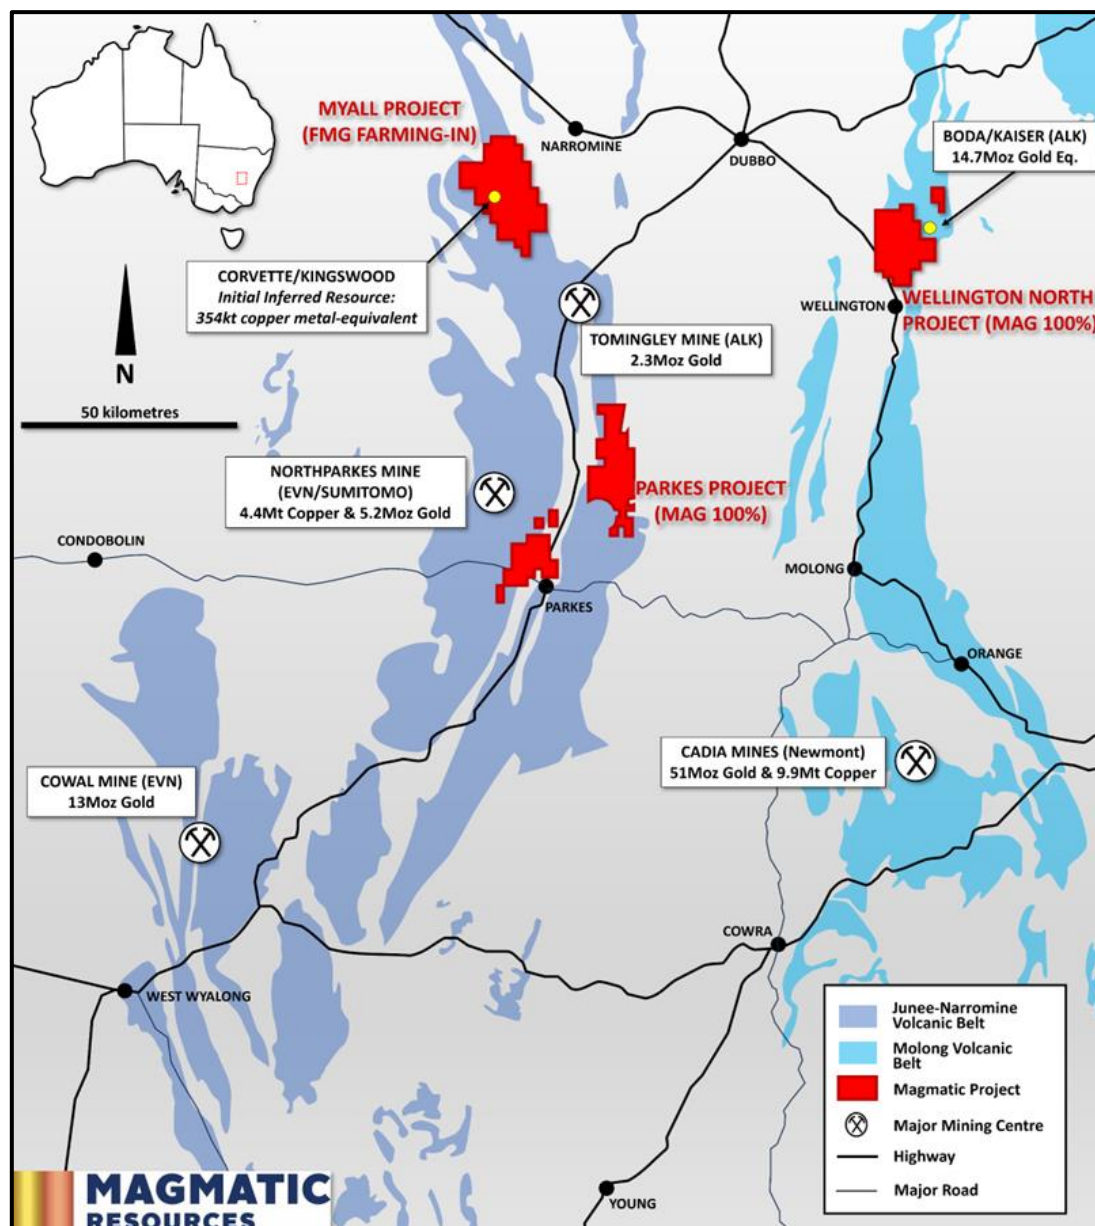 MYALL PROJECT
(FMG FARMING-IN)
NARROMINE
DUBBO
BODA/KAISER (ALK)
14.7Moz Gold Eq.
CORVETTE/KINGSWOOD
Initial Inferred Resource:
354kt copper metal-equivalent
N
50 kilometres
TOMINGLEY MINE (ALK)
2.3Moz Gold
WELLINGTON
WELLINGTON NORTH
PROJECT (MAG 100%)
NORTHPARKES MINE
(EVN/SUMITOMO)
4.4Mt Copper & 5.2Moz Gold
PARKES PROJECT
(MAG 100%)
CONDOBOLIN
MOLONG
PARKES
ORANGE
CADIA MINES (Newmont)
51Moz Gold & 9.9Mt Copper
COWAL MINE (EVN)
13Moz Gold
COWRA
WEST WYALONG
YOUNG
Junee-Narromine
Volcanic Belt
Molong Volcanic
Belt
Magmatic Project
Major Mining Centre
Highway
Major Road
MAGMATIC
RESOURCES